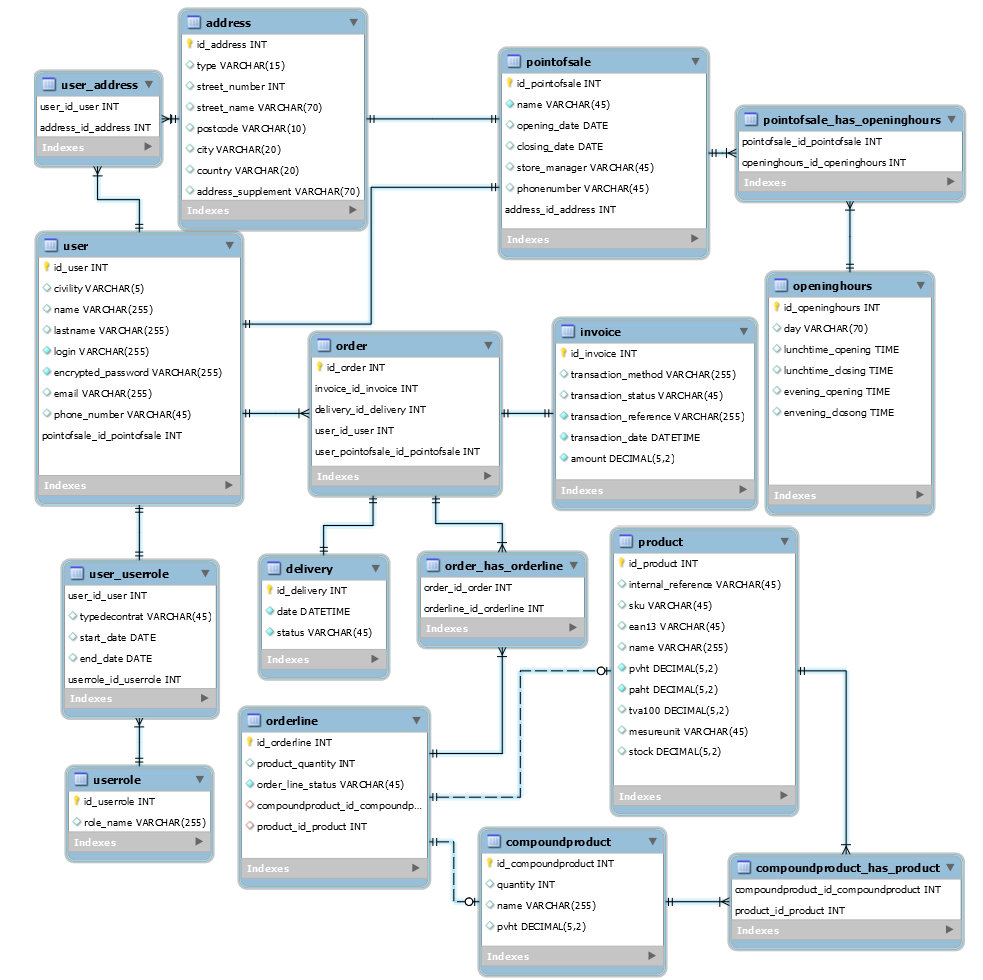 address
id_address INT
type VARCHAR(15)
street_number INT
street_name VARCHAR(70)
postcode VARCHAR(10)
city VARCHAR(20)
country VARCHAR(20)
address_supplement VARCHAR(70)
Indexes
user_address
user_id_user INT
address_id_address INT
Indexes
pointofsale
id_pointofsale INT
name VARCHAR(45)
opening_date DATE
closing_date DATE
store_manager VARCHAR(45)
phonenumber VARCHAR(45)
address_id_address INT
Indexes
pointofsale_has_openinghours
pointofsale_id_pointofsale INT
openinghours_id_openinghours INT
Indexes
user
id_user INT
civility VARCHAR(5)
name VARCHAR(255)
lastname VARCHAR(255)
login VARCHAR(255)
encrypted_password VARCHAR(255)
email VARCHAR(255)
phone_number VARCHAR(45)
pointofsale_id_pointofsale INT
Indexes
openinghours
id_openinghours INT
day VARCHAR(70)
lunchtime_opening TIME
lunchtime_closing TIME
evening_opening TIME
envening_closong TIME
Indexes
order
id_order INT
invoice_id_invoice INT
delivery_id_delivery INT
user_id_user INT
user_pointofsale_id_pointofsale INT
Indexes
invoice
id_invoice INT
transaction_method VARCHAR(255)
transaction_status VARCHAR(45)
transaction_reference VARCHAR(255)
transaction_date DATETIME
amount DECIMAL(5,2)
Indexes
user_userrole
user_id_user INT
typedecontrat VARCHAR(45)
start_date DATE
end_date DATE
userrole_id_userrole INT
Indexes
delivery
id_delivery INT
date DATETIME
status VARCHAR(45)
Indexes
order_has_orderline
order_id_order INT
orderline_id_orderline INT
Indexes
product
id_product INT
internal_reference VARCHAR(45)
sku VARCHAR(45)
ean13 VARCHAR(45)
name VARCHAR(255)
pvht DECIMAL(5,2)
paht DECIMAL(5,2)
tva100 DECIMAL(5,2)
mesureunit VARCHAR(45)
stock DECIMAL(5,2)
Indexes
orderline
id_orderline INT
product_quantity INT
order_line_status VARCHAR(45)
compoundproduct_id_compoundp...
product_id_product INT
Indexes
userrole
id_userrole INT
role_name VARCHAR(255)
Indexes
compoundproduct
id_compoundproduct INT
quantity INT
name VARCHAR(255)
pvht DECIMAL(5,2)
Indexes
compoundproduct_has_product
compoundproduct_id_compoundproduct INT
product_id_product INT
Indexes